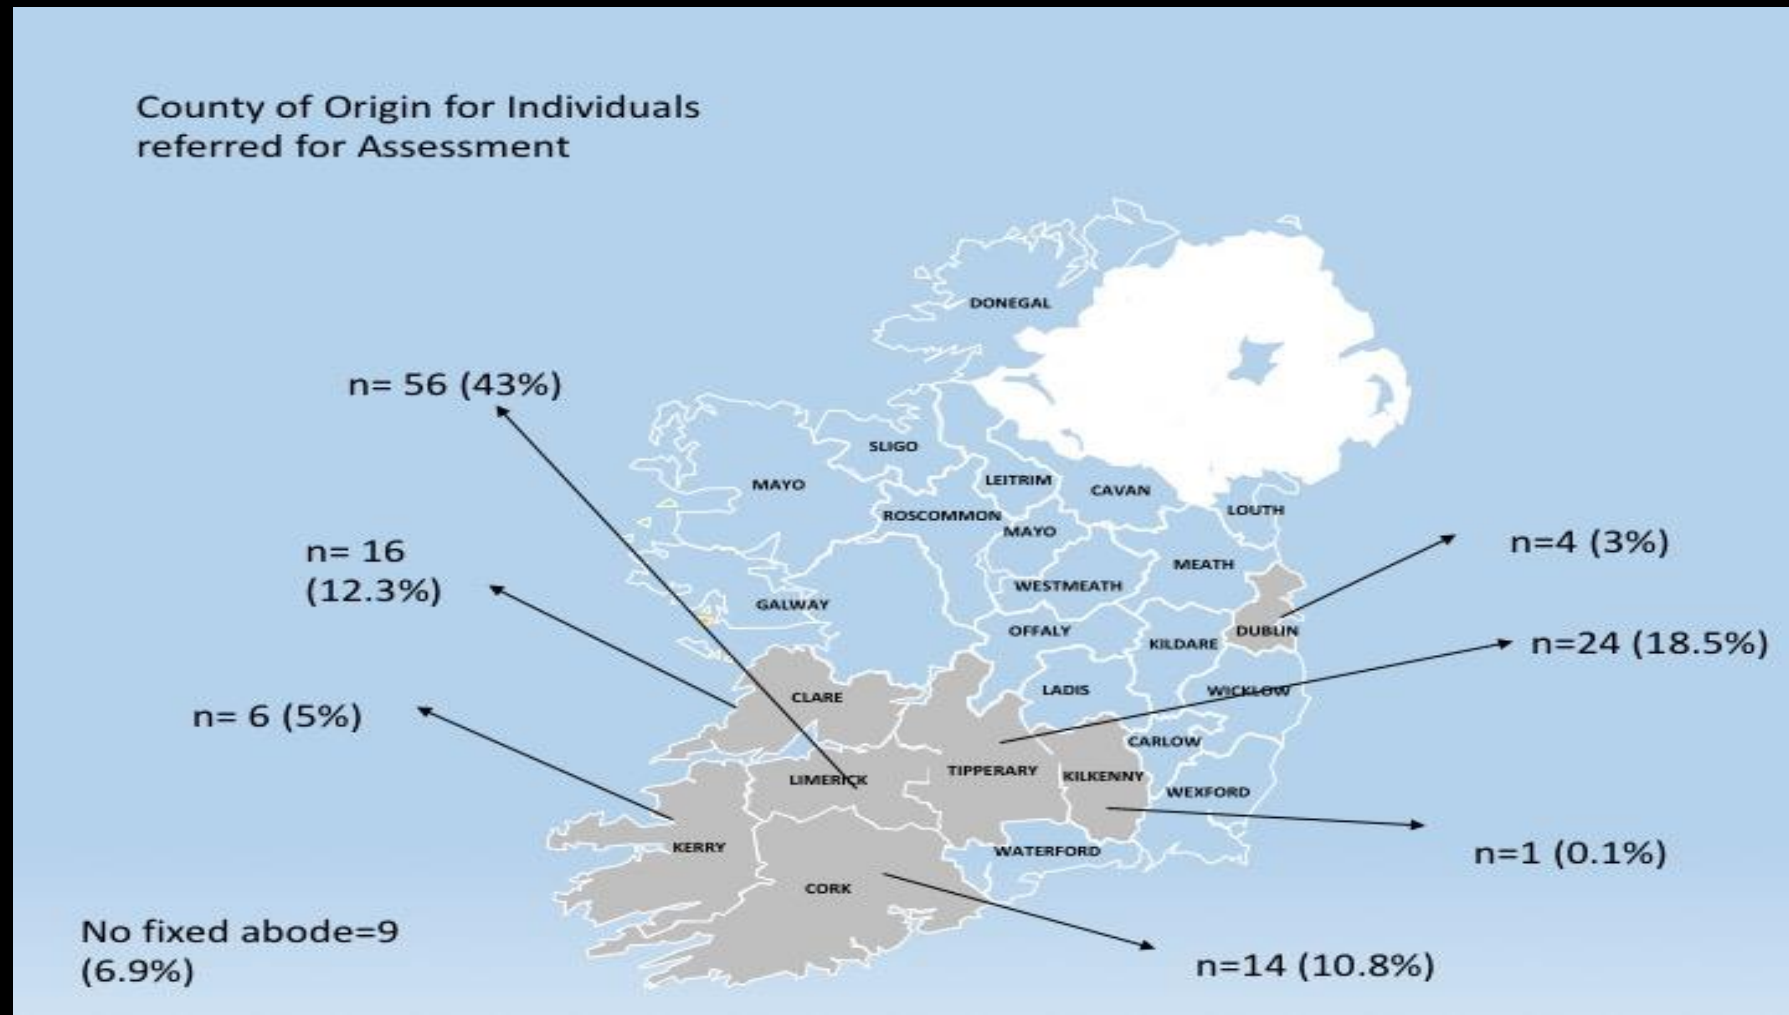 County of Origin for Individuals
referred for Assessment
DONEGAL
n= 56 (43%)
SLIGO
MAYO
LEITRIM
CAVAN
ROSCOMMON
LOUTH
MAYO
n=4 (3%)
n= 16
(12.3%)
MEATH
WESTMEATH
GALWAY
OFFALY
DUBLIN
KILDARE
n=24 (18.5%)
CLARE
LADIS
WICKLOW
n= 6 (5%)
CARLOW
LIMERICK
TIPPERARY
KILKENNY
WEXFORD
KERRY
WATERFORD
n=1 (0.1%)
CORK
No fixed abode=9
(6.9%)
n=14 (10.8%)